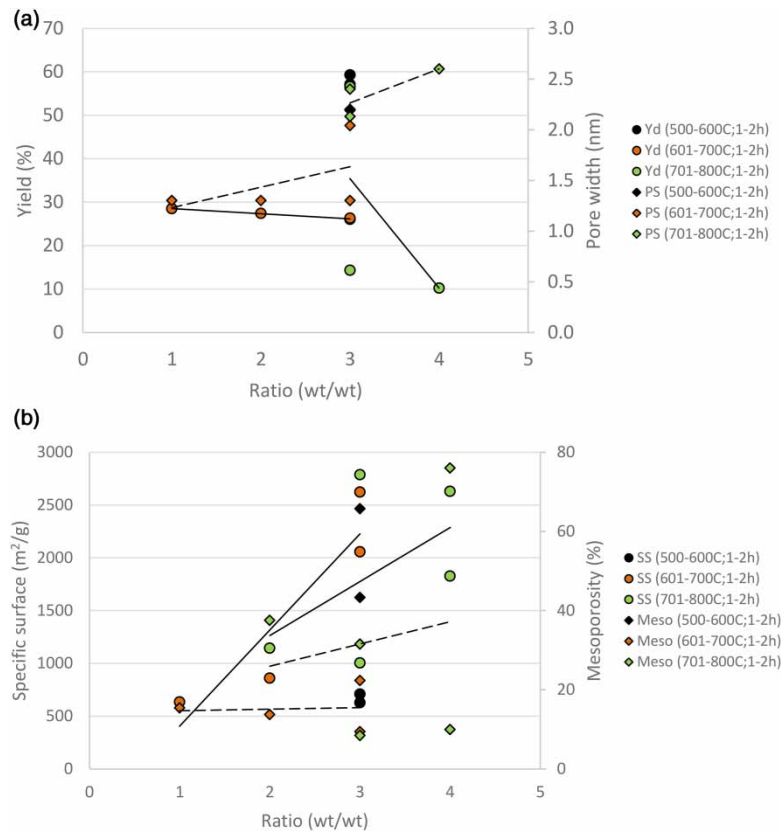 (a)
70
60
50
40
30
20
10
0
Yield (%)
3.0
2.5
2.0
1.5
1.0
0.5
0.0
Pore width (nm)
0 1 2 3 4 5
Ratio (wt/wt)
Yd (500-600C;1-2h)
Yd (601-700C;1-2h)
Yd (701-800C;1-2h)
PS (500-600C;1-2h)
PS (601-700C;1-2h)
PS (701-800C;1-2h)
(b)
3000
2500
2000
1500
1000
500
0
Specific surface (m²/g)
80
60
40
20
0
Mesoporosity (%)
0 1 2 3 4 5
Ratio (wt/wt)
SS (500-600C;1-2h)
SS (601-700C;1-2h)
SS (701-800C;1-2h)
Meso (500-600C;1-2h)
Meso (601-700C;1-2h)
Meso (701-800C;1-2h)